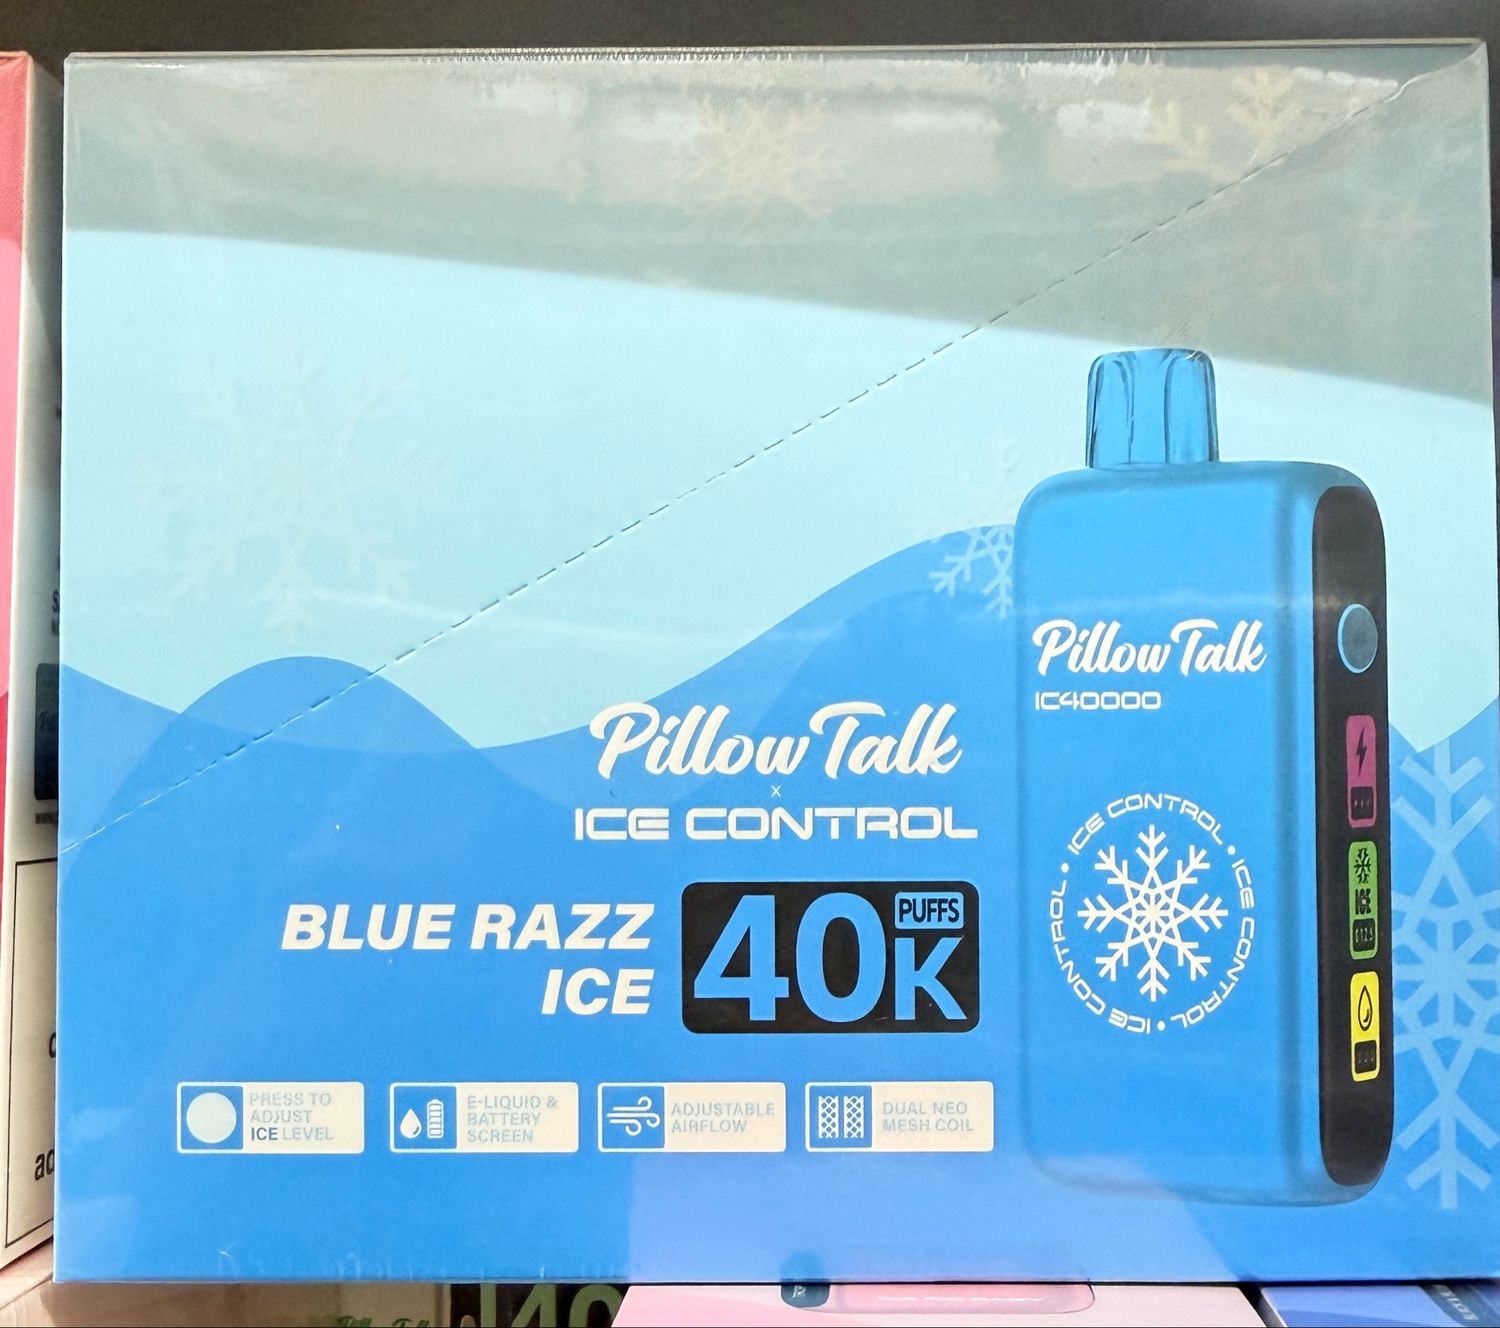 Pillow Talk
x
ICE CONTROL
BLUE RAZZ
ICE
40K
PUFFS
PRESS TO
ADJUST
ICE LEVEL
E-LIQUID &
BATTERY
SCREEN
ADJUSTABLE
AIRFLOW
DUAL NEO
MESH COIL
Pillow Talk
IC40000
ICE CONTROL • ICE CONTROL • ICE CONTROL •
ICE